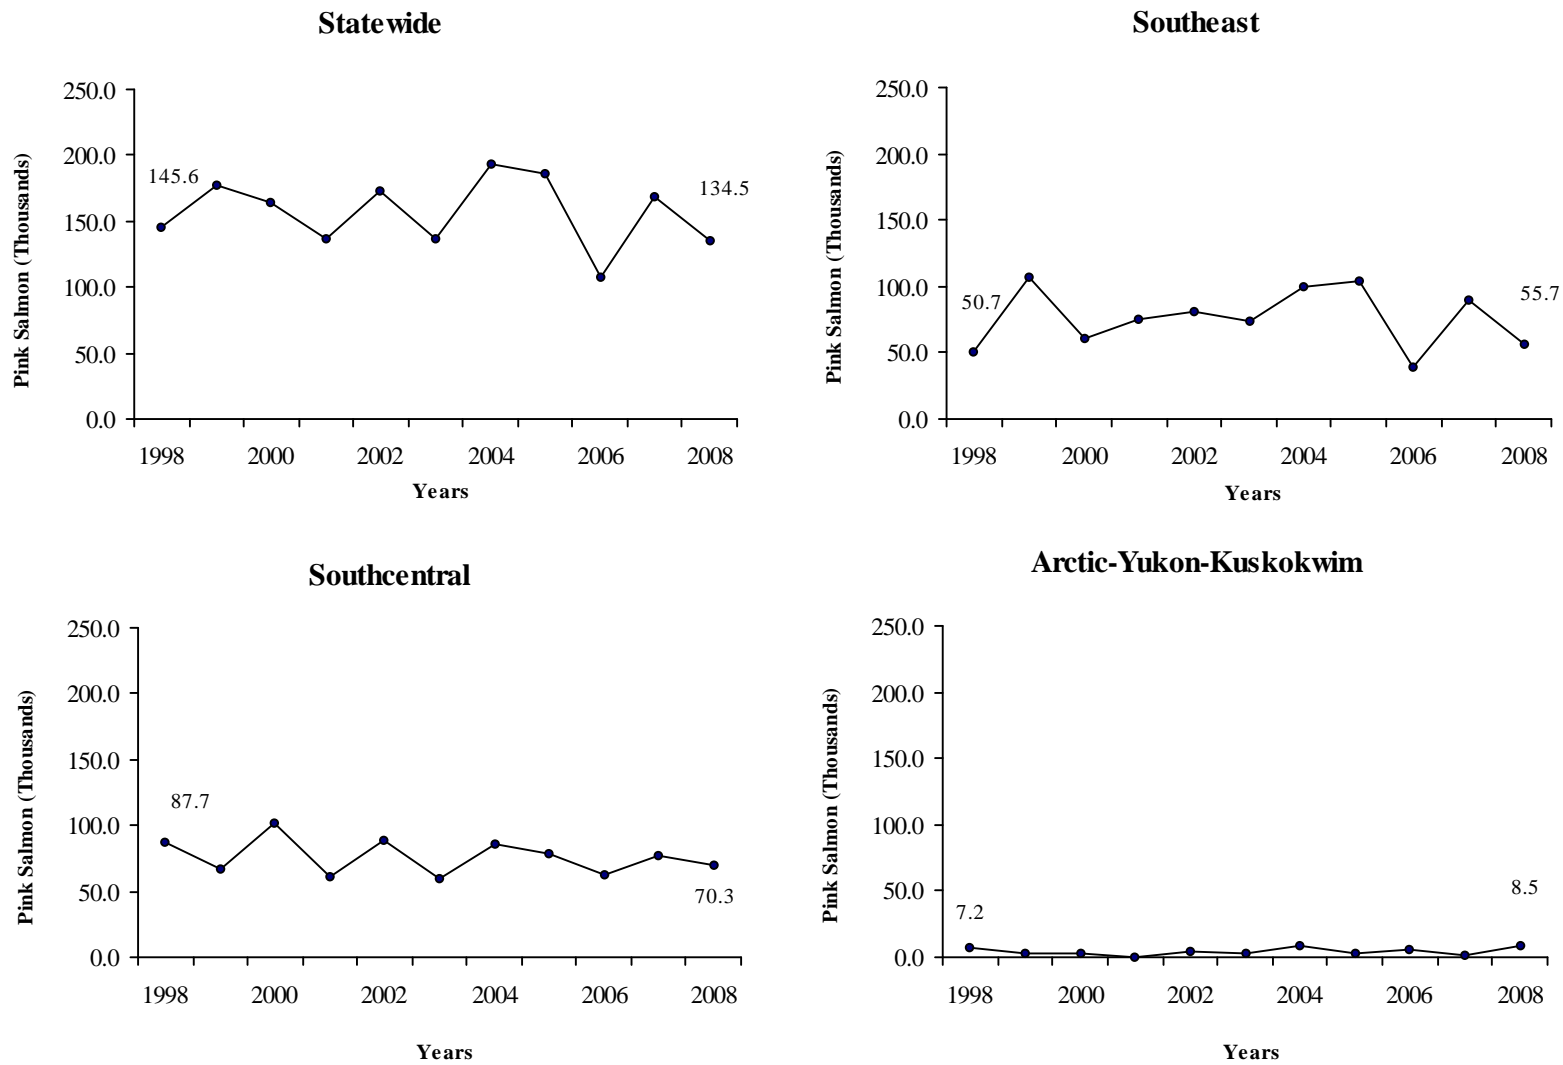 Statewide
Pink Salmon (Thousands)
250.0
200.0
150.0
100.0
50.0
0.0
145.6
134.5
1998 2000 2002 2004 2006 2008
Years
Southeast
Pink Salmon (Thousands)
250.0
200.0
150.0
100.0
50.0
0.0
50.7
55.7
1998 2000 2002 2004 2006 2008
Years
Southcentral
Pink Salmon (Thousands)
250.0
200.0
150.0
100.0
50.0
0.0
87.7
70.3
1998 2000 2002 2004 2006 2008
Years
Arctic-Yukon-Kuskokwim
Pink Salmon (Thousands)
250.0
200.0
150.0
100.0
50.0
0.0
7.2
8.5
1998 2000 2002 2004 2006 2008
Years